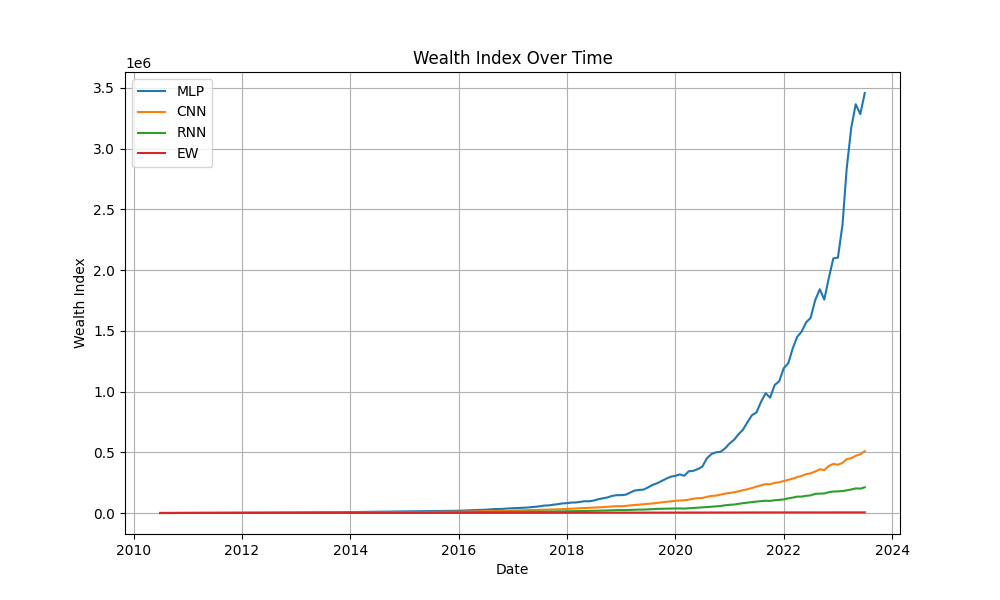 Wealth Index Over Time
1e6
MLP
CNN
RNN
EW
3.5
3.0
2.5
2.0
1.5
1.0
0.5
0.0
Wealth Index
2010 2012 2014 2016 2018 2020 2022 2024
Date